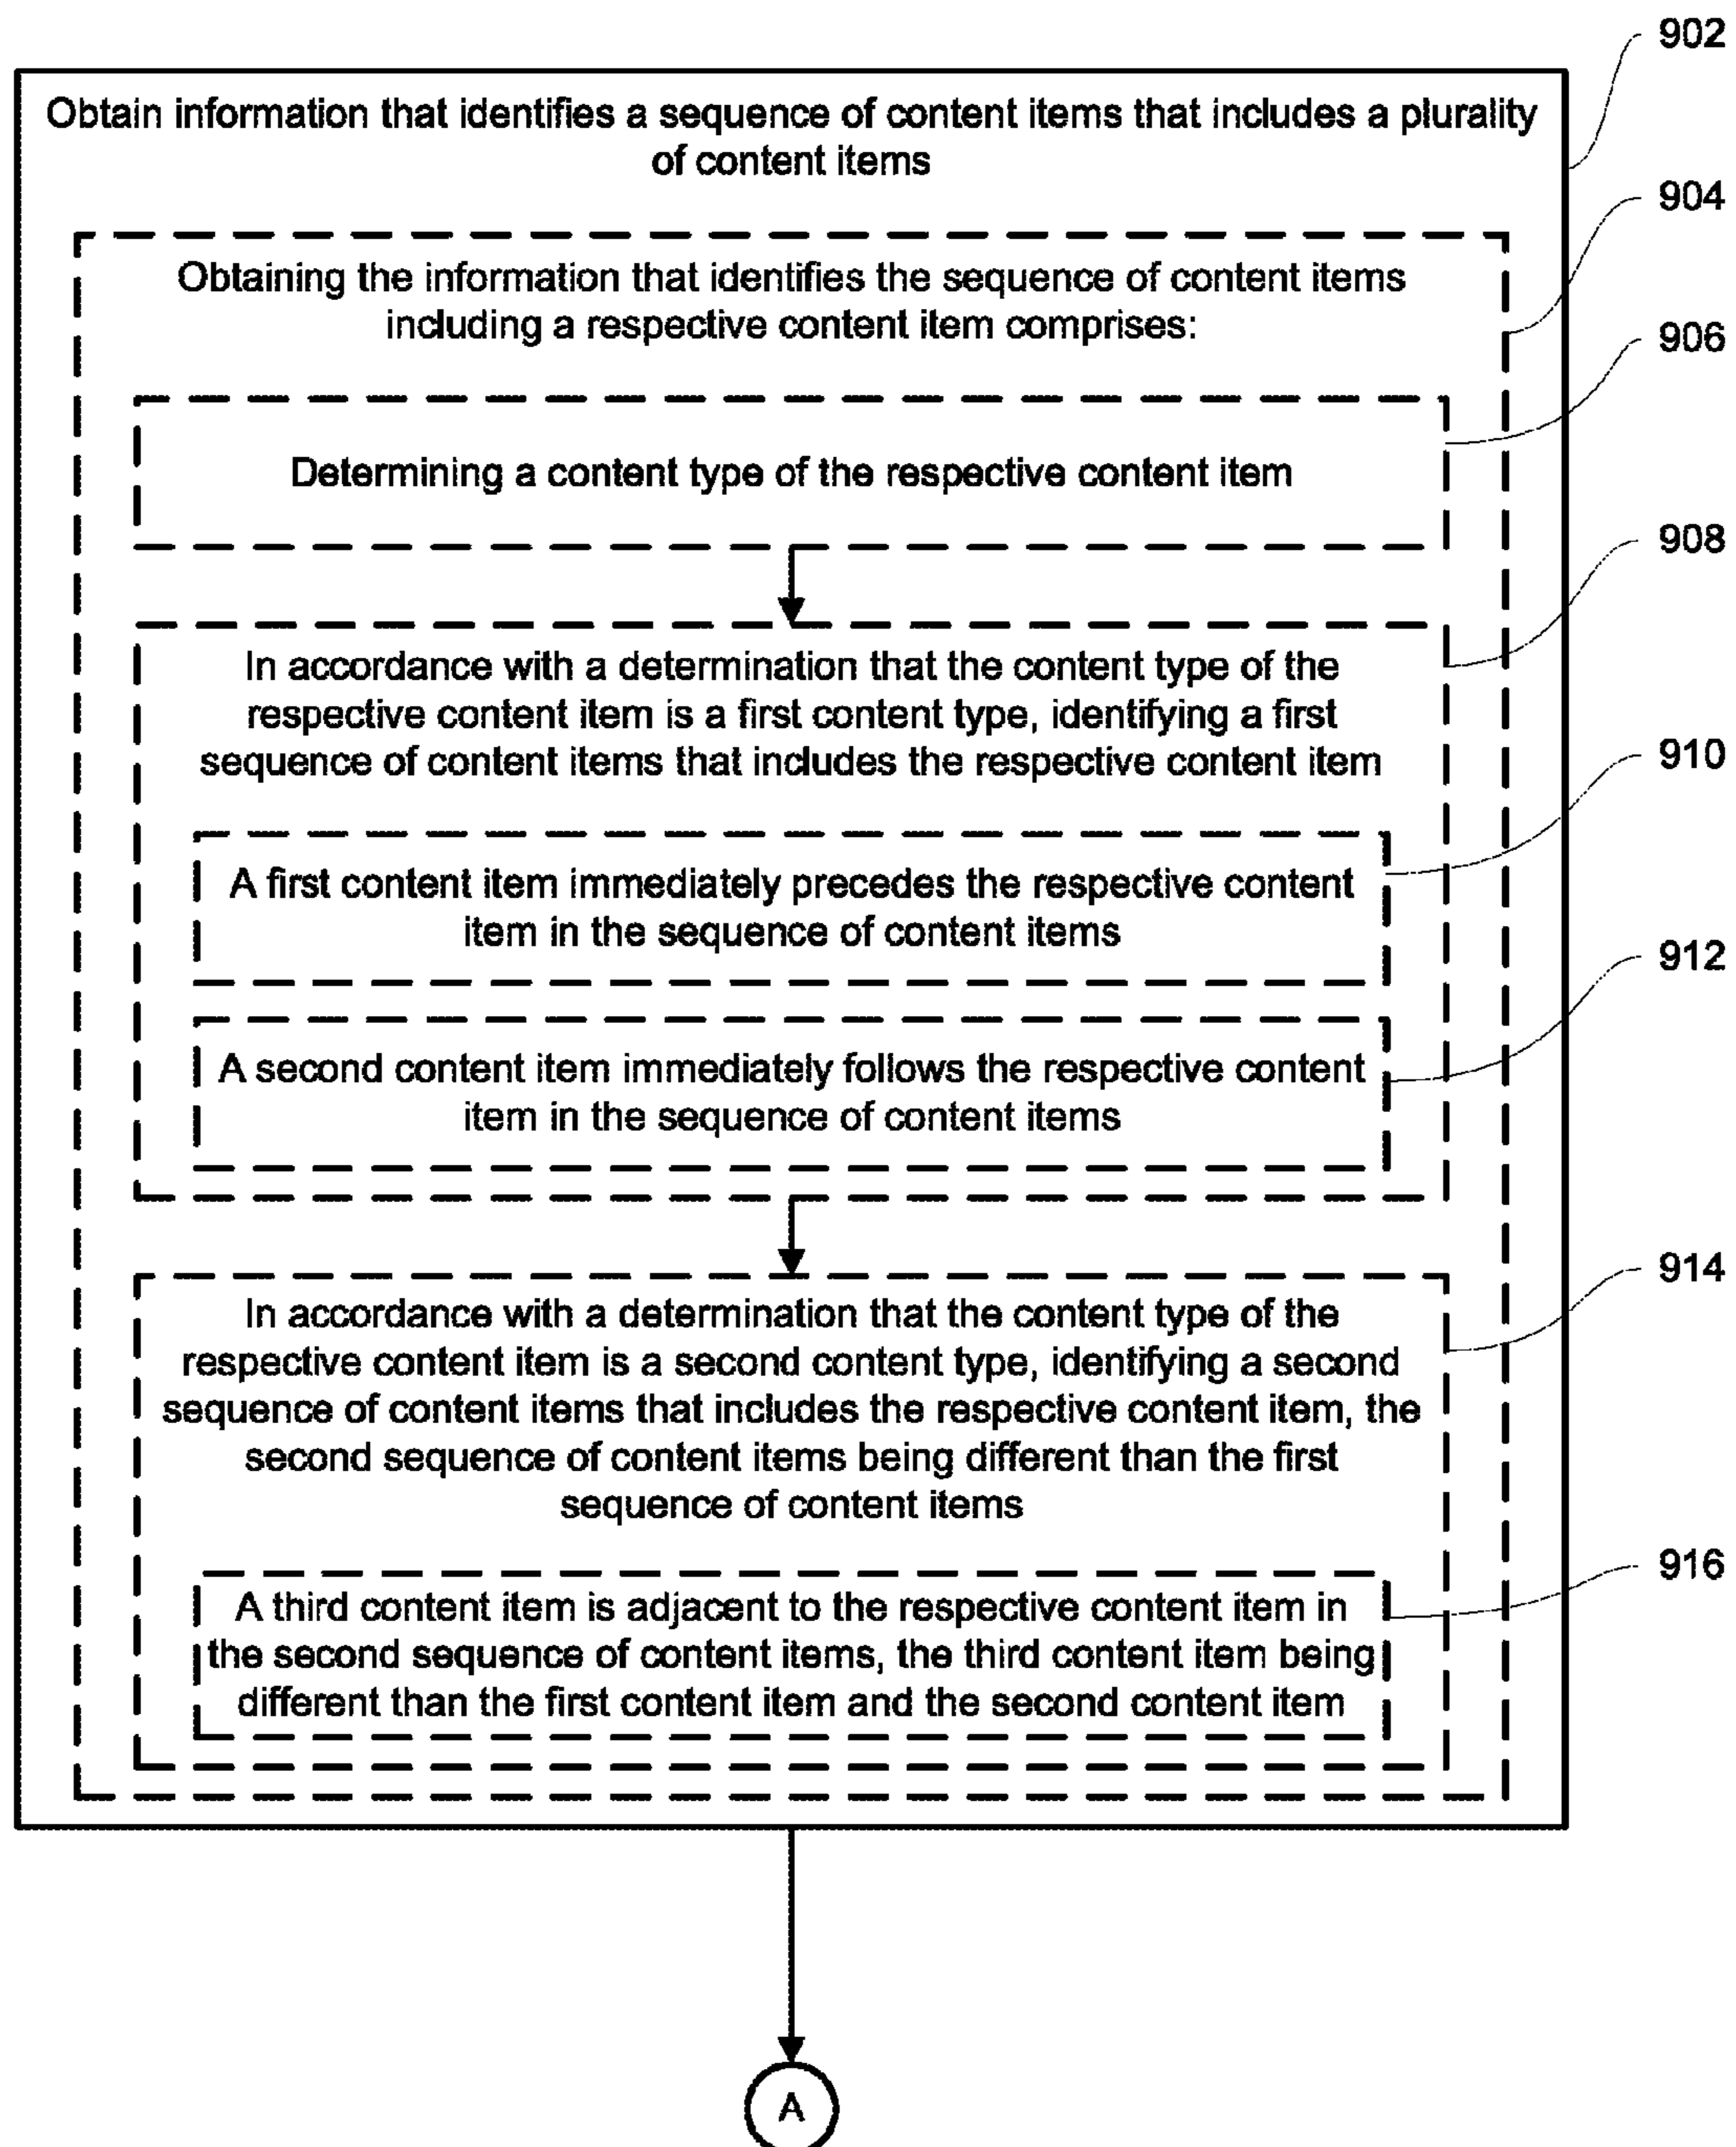 902
Obtain information that identifies a sequence of content items that includes a plurality
of content items
904
Obtaining the information that identifies the sequence of content items
including a respective content item comprises:
906
Determining a content type of the respective content item
908
In accordance with a determination that the content type of the
respective content item is a first content type, identifying a first
sequence of content items that includes the respective content item
910
A first content item immediately precedes the respective content
item in the sequence of content items
912
A second content item immediately follows the respective content
item in the sequence of content items
914
In accordance with a determination that the content type of the
respective content item is a second content type, identifying a second
sequence of content items that includes the respective content item, the
second sequence of content items being different than the first
sequence of content items
916
A third content item is adjacent to the respective content item in
the second sequence of content items, the third content item being
different than the first content item and the second content item
A